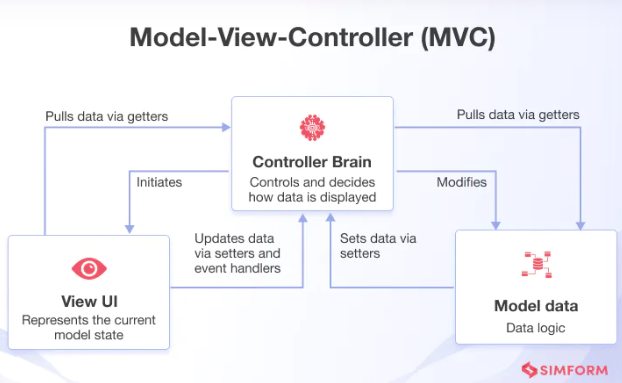 Model-View-Controller (MVC)
Pulls data via getters
Pulls data via getters
Controller Brain
Controls and decides
how data is displayed
Initiates
Modifies
Updates data
via setters and
event handlers
Sets data via
setters
View UI
Represents the current
model state
Model data
Data logic
SIMFORM